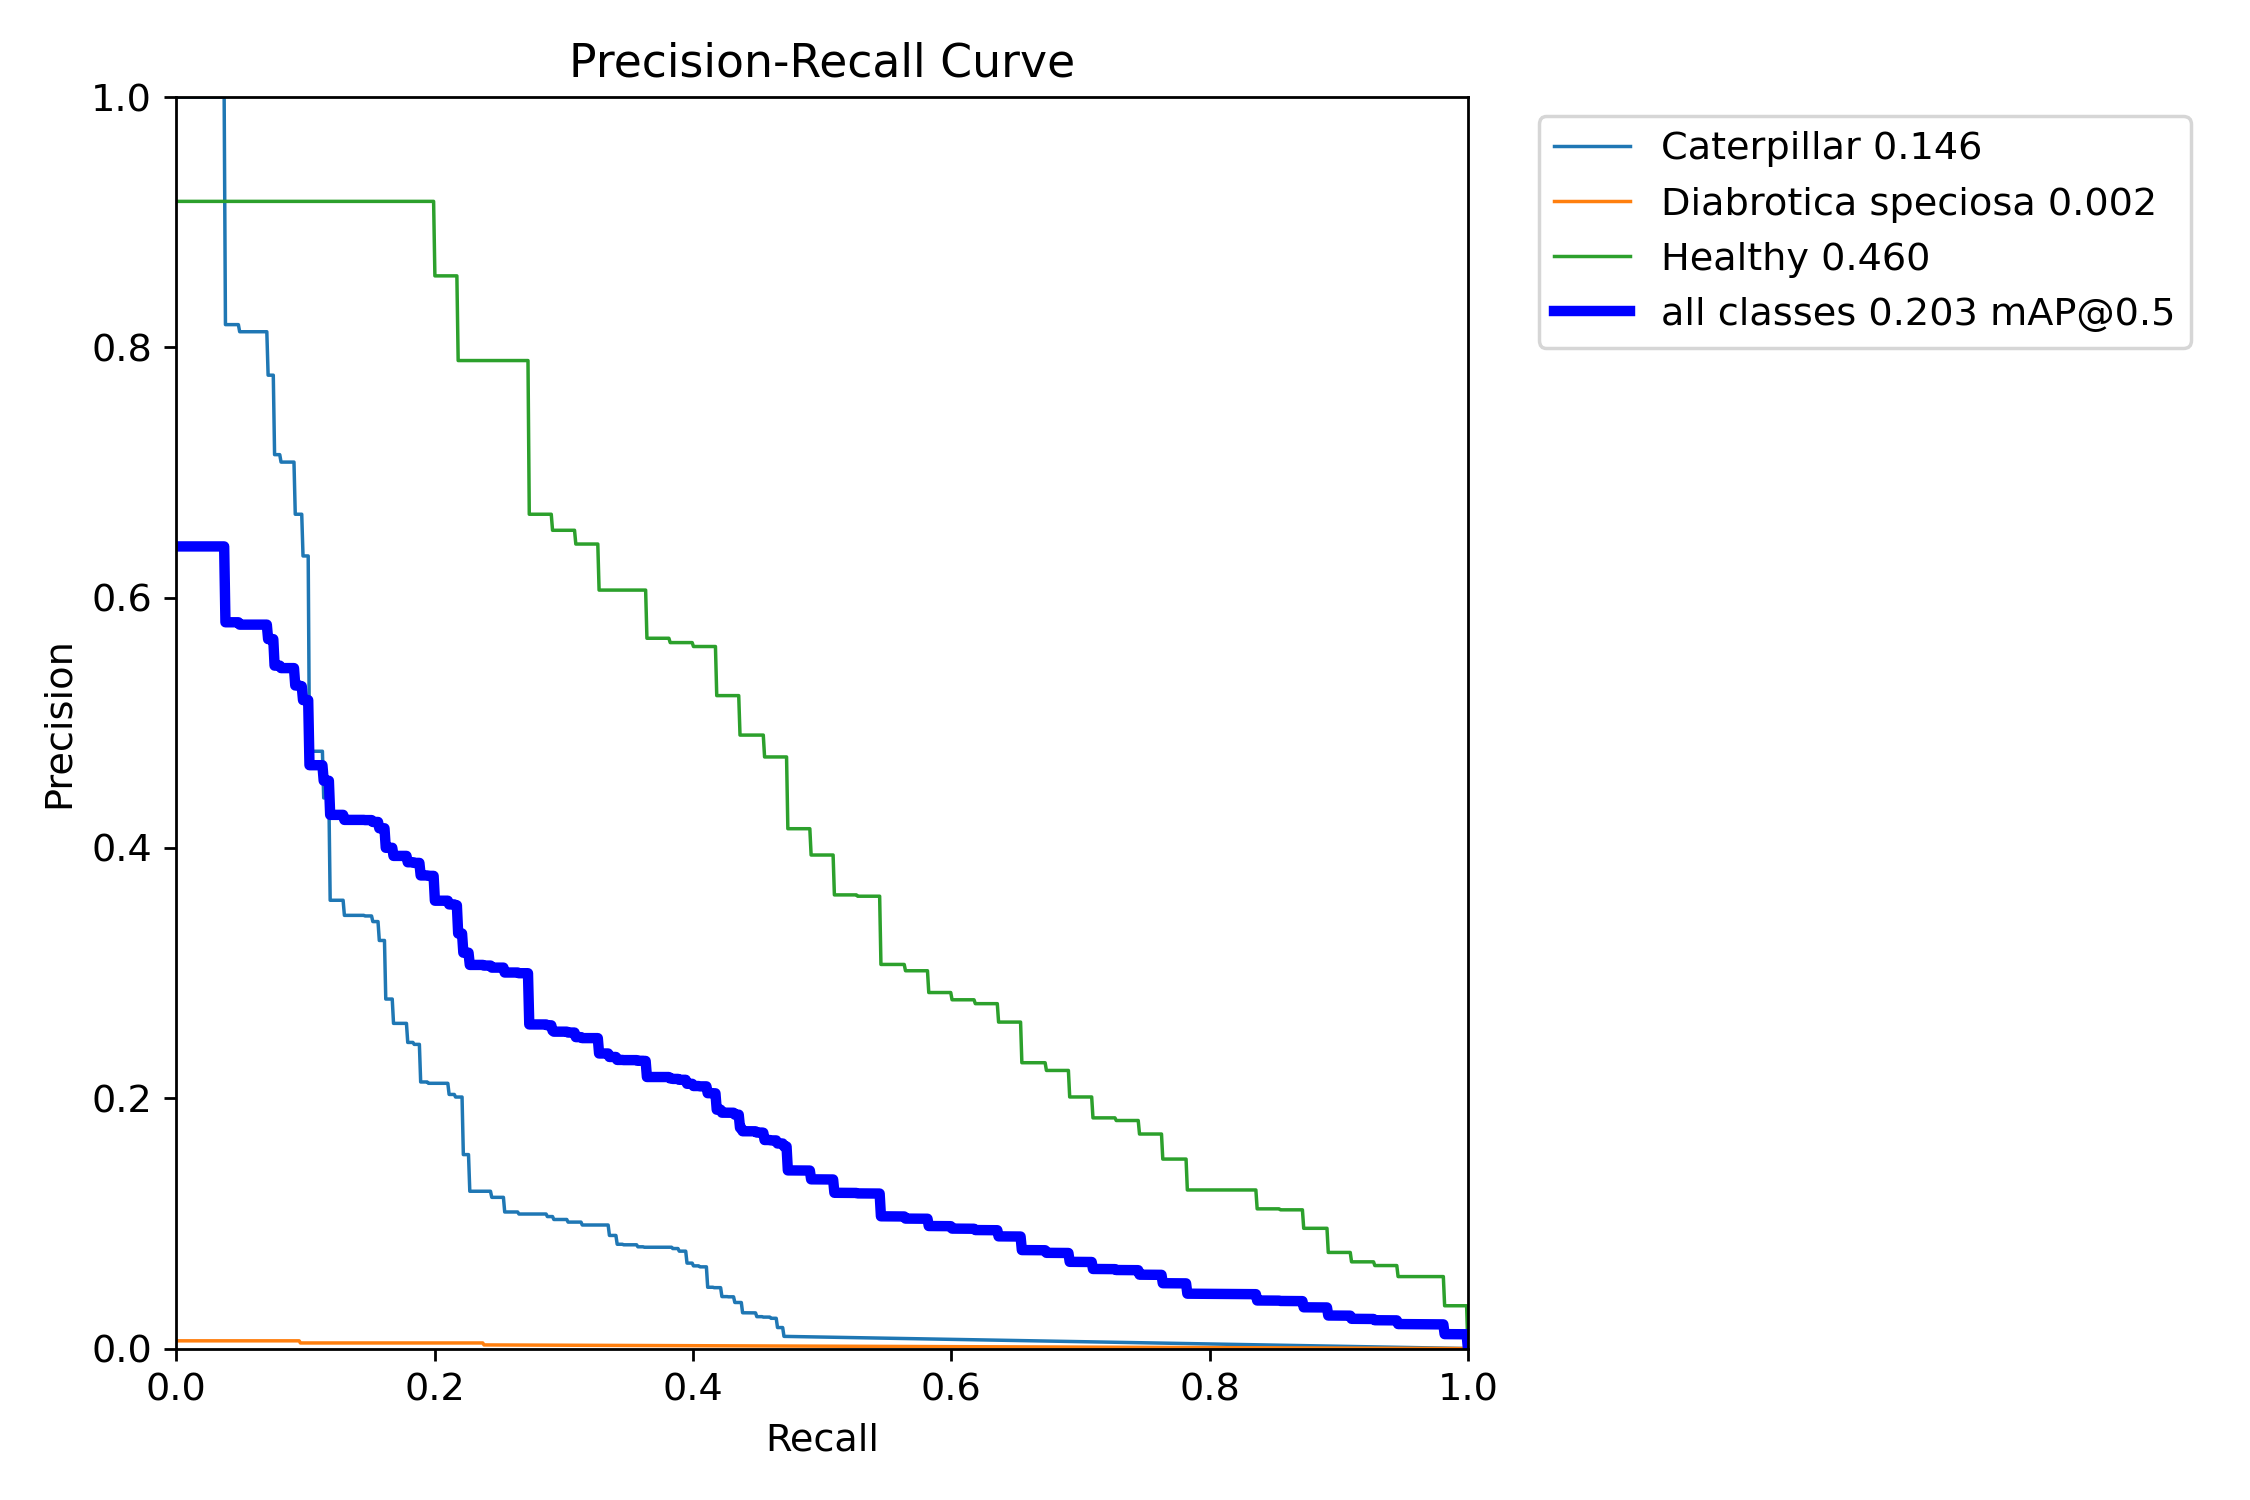 Precision-Recall Curve
1.0
0.8
0.6
0.4
0.2
0.0
Precision
0.0 0.2 0.4 0.6 0.8 1.0
Recall
Caterpillar 0.146
Diabrotica speciosa 0.002
Healthy 0.460
all classes 0.203 mAP@0.5